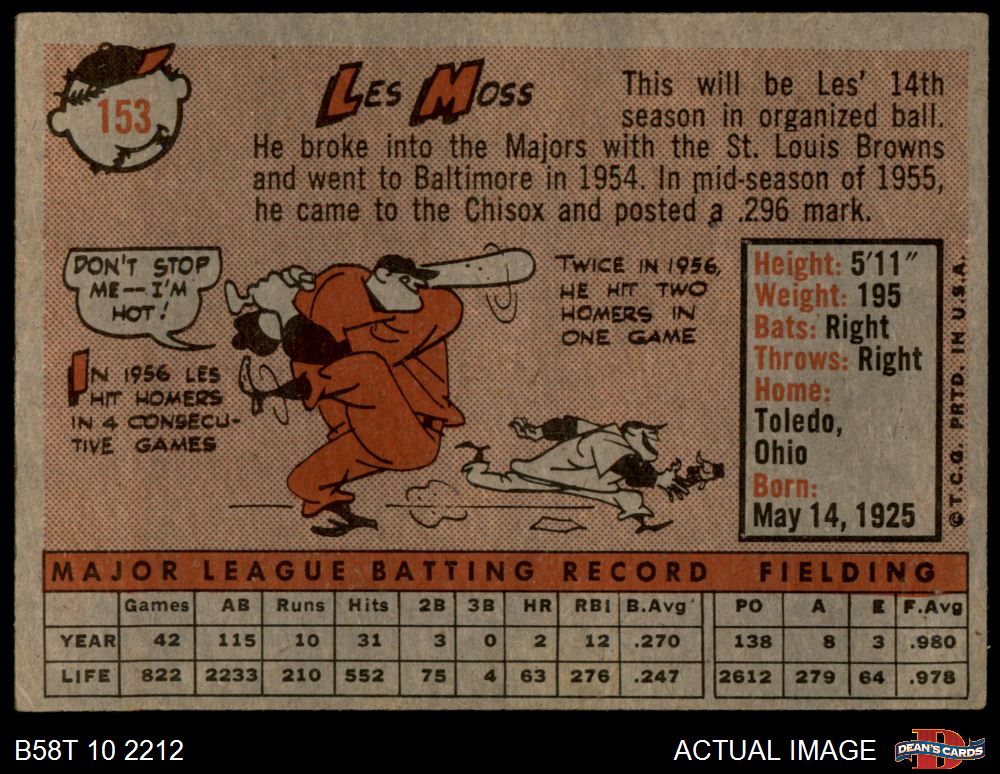 153
LES MOSS
This will be Les' 14th
season in organized ball.
He broke into the Majors with the St. Louis Browns
and went to Baltimore in 1954. In mid-season of 1955,
he came to the Chisox and posted a .296 mark.
DON'T STOP
ME—I'M
HOT!
IN 1956 LES
HIT HOMERS
IN 4 CONSECU-
TIVE GAMES
TWICE IN 1956,
HE HIT TWO
HOMERS IN
ONE GAME
Height: 5'11"
Weight: 195
Bats: Right
Throws: Right
Home:
Toledo,
Ohio
Born:
May 14, 1925
© T.C.G. PRTD. IN U.S.A.
MAJOR LEAGUE BATTING RECORD FIELDING
Games AB Runs Hits 2B 3B HR RBI B.Avg. PO A E F.Avg
YEAR 42 115 10 31 3 0 2 12 .270 138 8 3 .980
LIFE 822 2233 210 552 75 4 63 276 .247 2612 279 64 .978
B58T 10 2212
ACTUAL IMAGE
D
DEAN'S CARDS